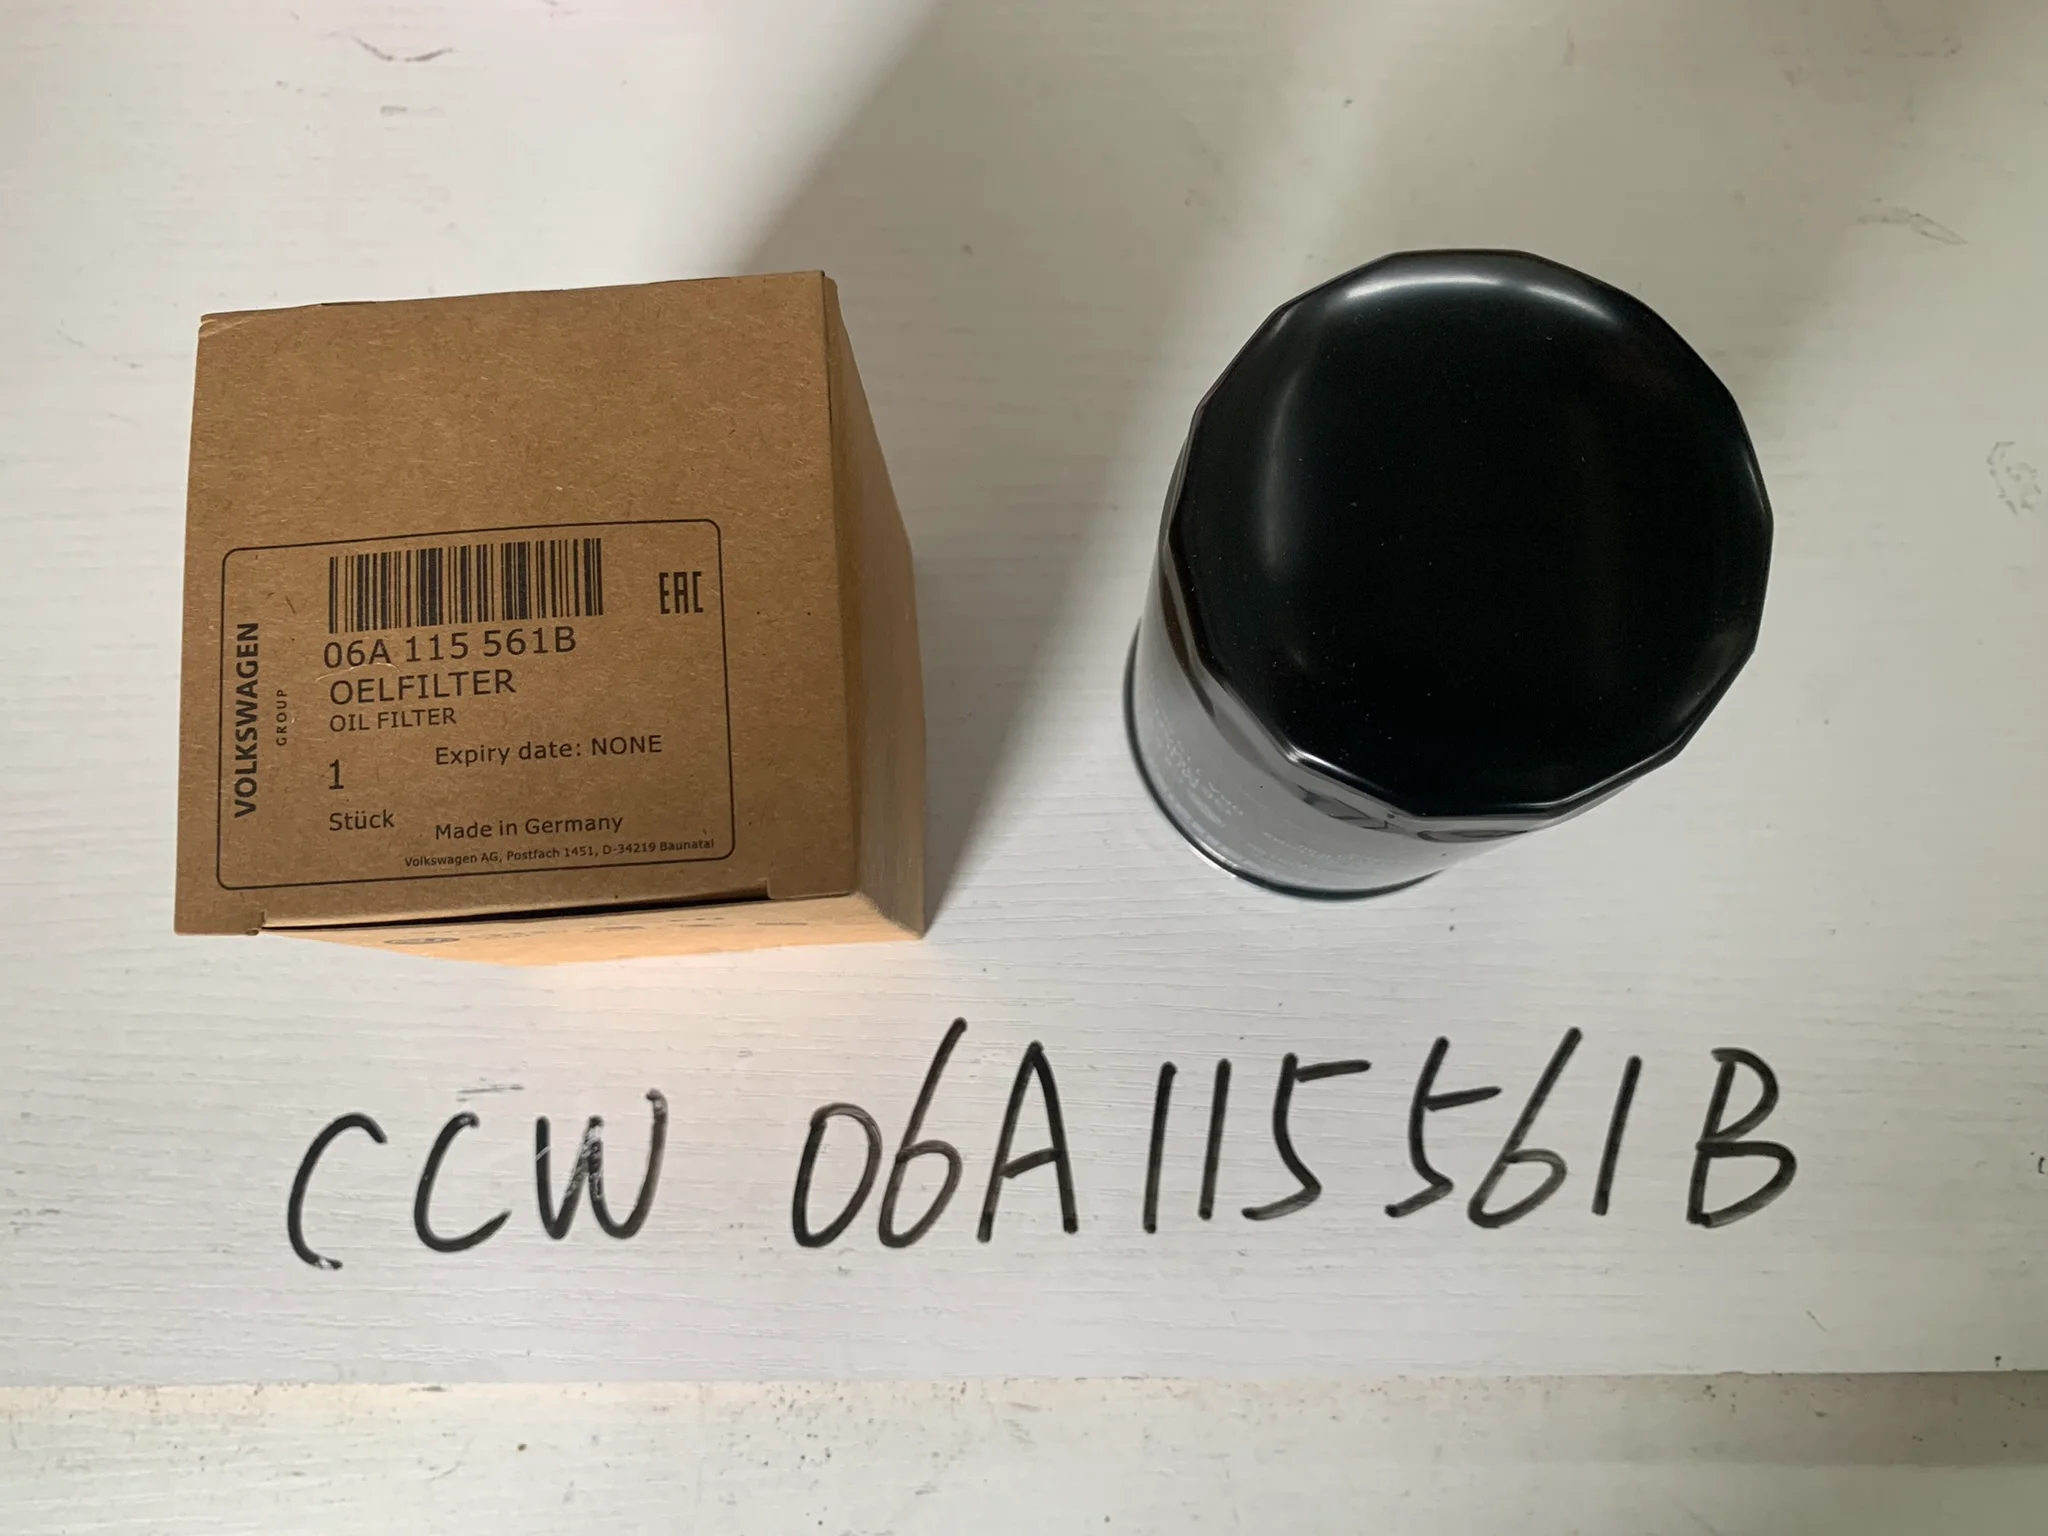 VOLKSWAGEN
GROUP
EAC
06A 115 561B
OELFILTER
OIL FILTER
Expiry date: NONE
1
Stück
Made in Germany
Volkswagen AG, Postfach 1451, D-34219 Baunatal
CCW 06A115561B